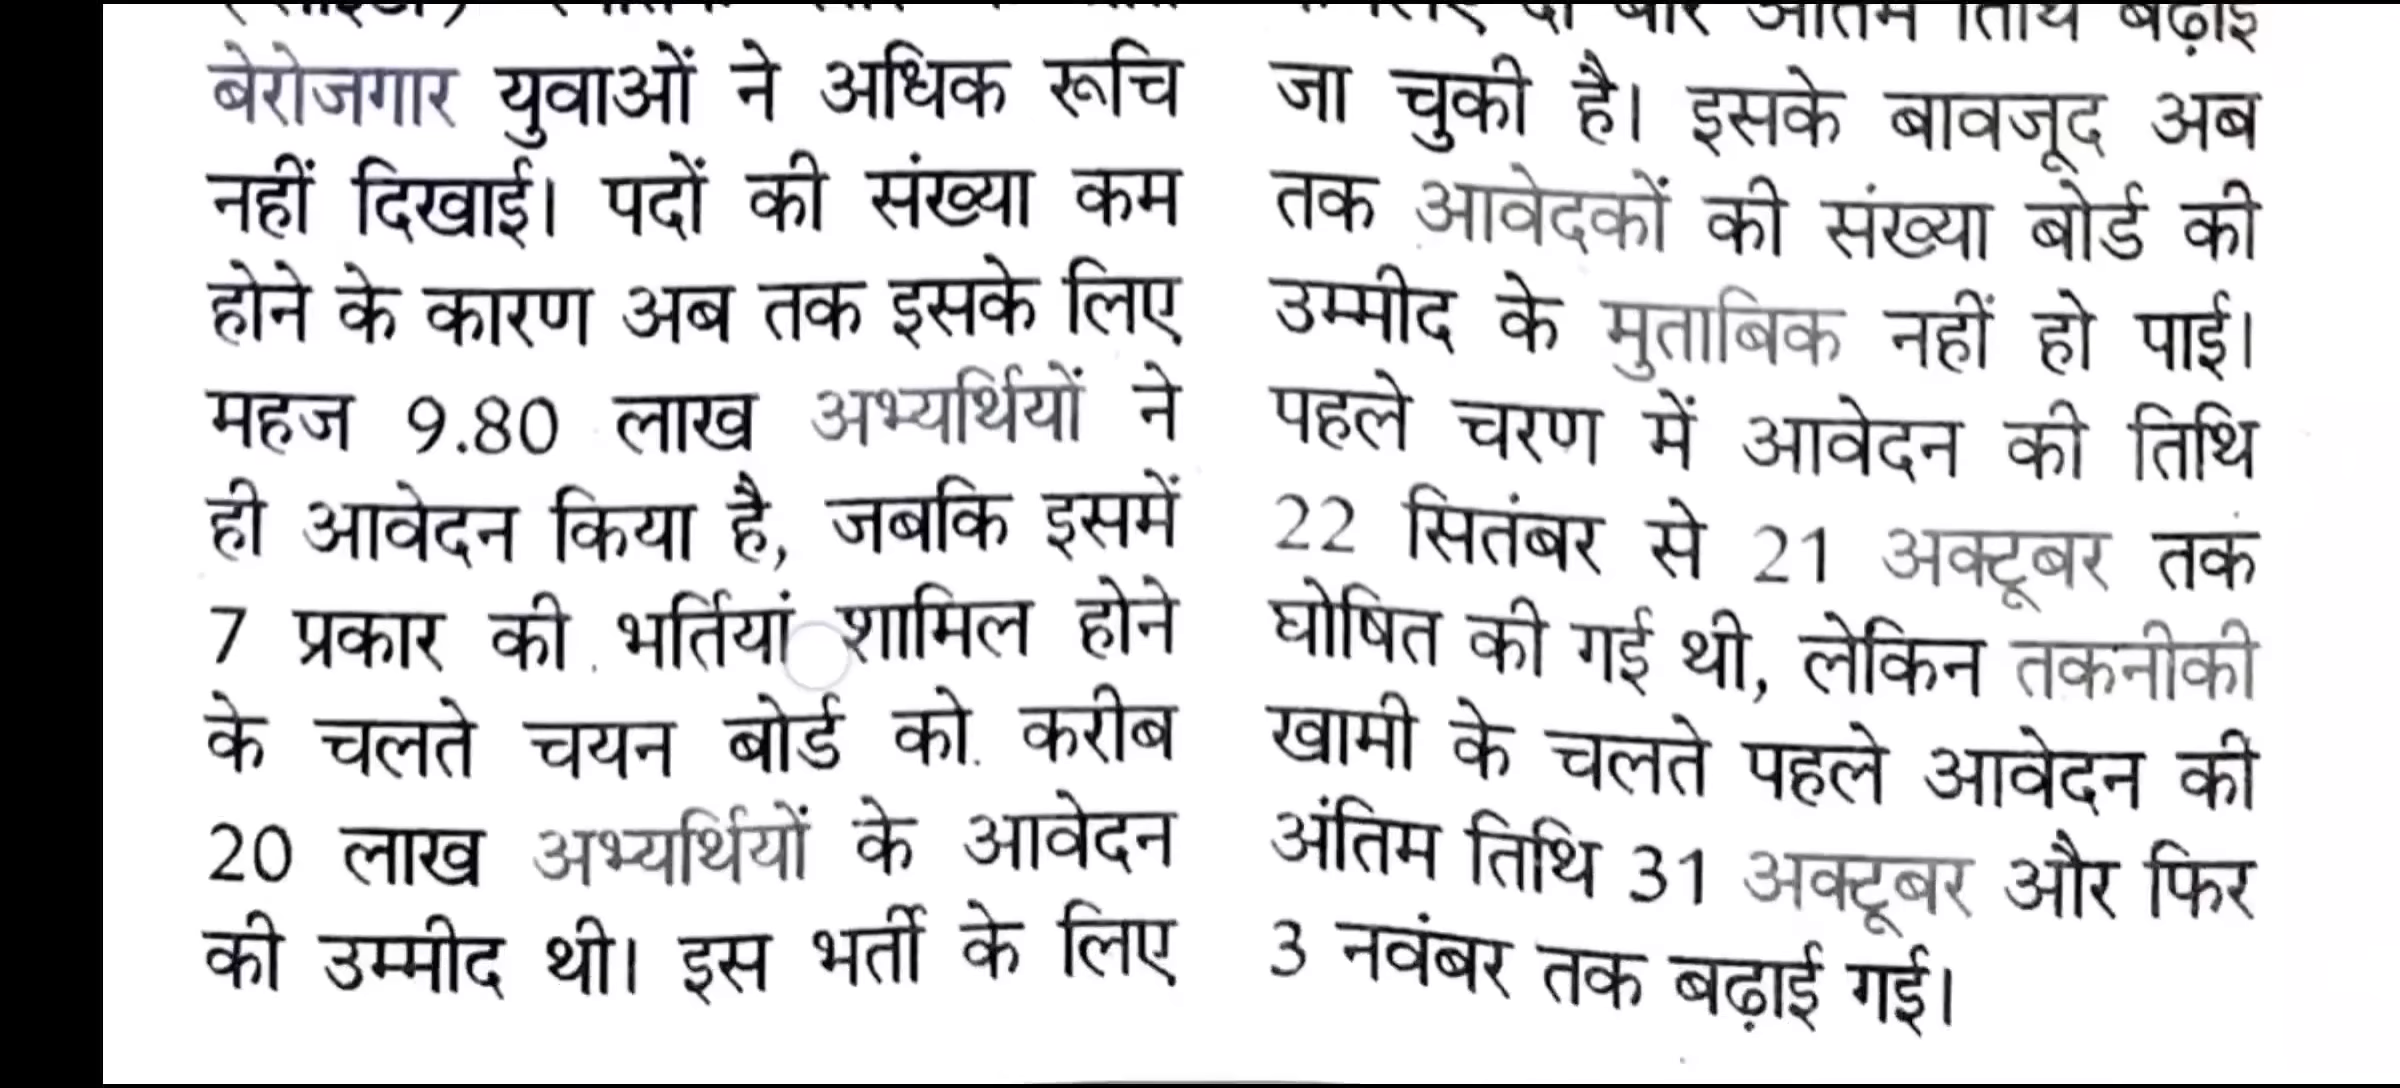 बेरोजगार युवाओं ने अधिक रूचि
नहीं दिखाई। पदों की संख्या कम
होने के कारण अब तक इसके लिए
महज 9.80 लाख अभ्यर्थियों ने
ही आवेदन किया है, जबकि इसमें
7 प्रकार की भर्तियां शामिल होने
के चलते चयन बोर्ड को करीब
20 लाख अभ्यर्थियों के आवेदन
की उम्मीद थी। इस भर्ती के लिए
दो बार अंतिम तिथि बढ़ाई
जा चुकी है। इसके बावजूद अब
तक आवेदकों की संख्या बोर्ड की
उम्मीद के मुताबिक नहीं हो पाई।
पहले चरण में आवेदन की तिथि
22 सितंबर से 21 अक्टूबर तक
घोषित की गई थी, लेकिन तकनीकी
खामी के चलते पहले आवेदन की
अंतिम तिथि 31 अक्टूबर और फिर
3 नवंबर तक बढ़ाई गई।